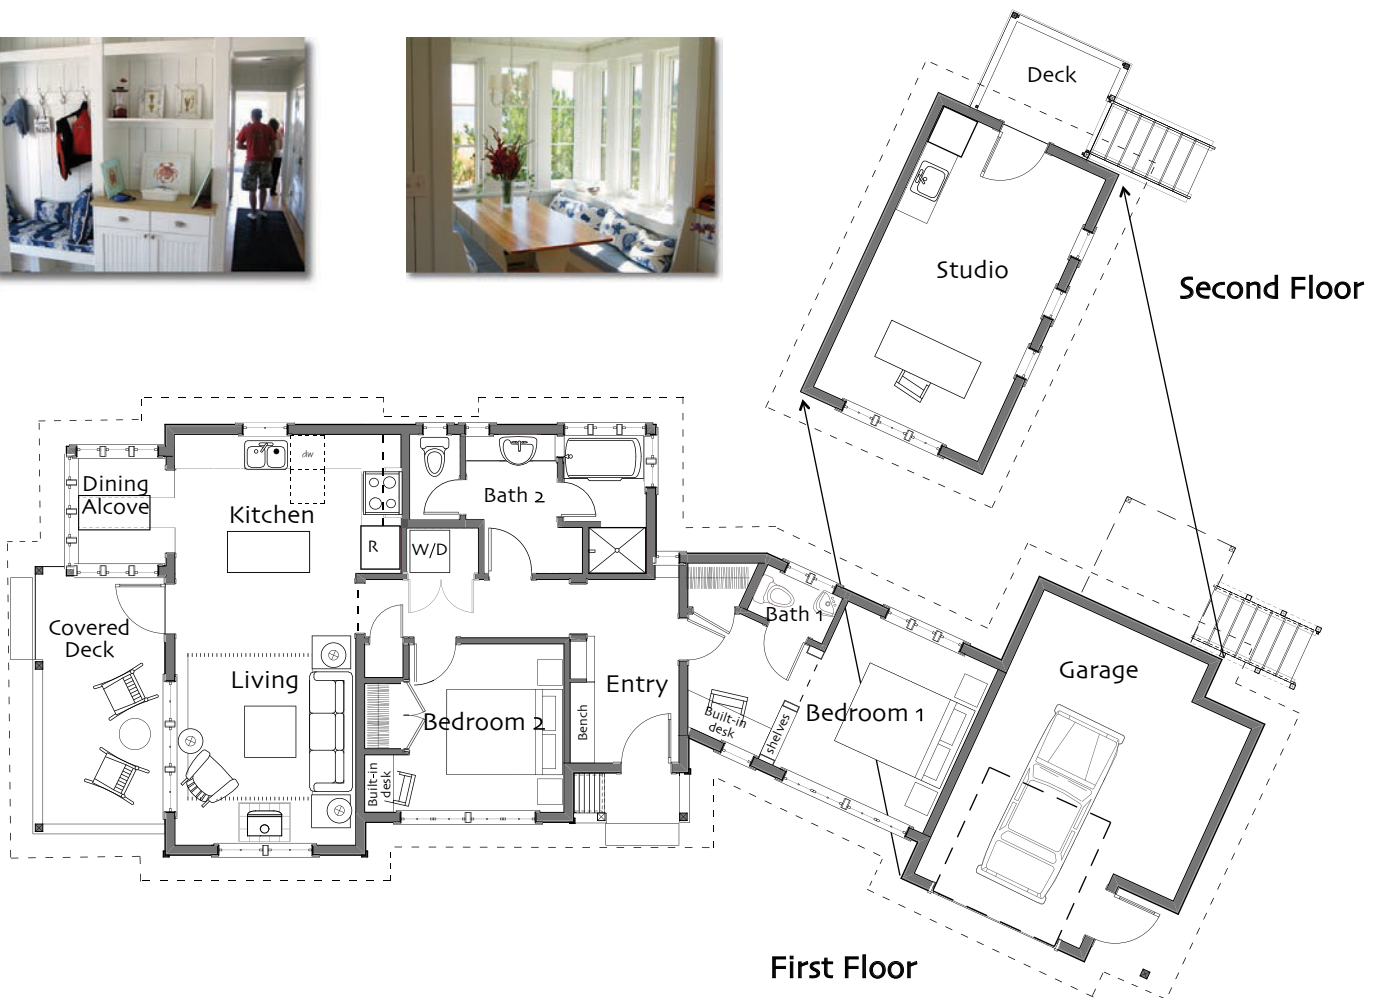 Deck
Studio
Second Floor
Dining
Alcove
dw
Kitchen
Bath 2
R
W/D
Covered
Deck
Living
Bedroom 2
Built-in
desk
Bench
Entry
Bath 1
Built-in
desk
shelves
Bedroom 1
Garage
First Floor